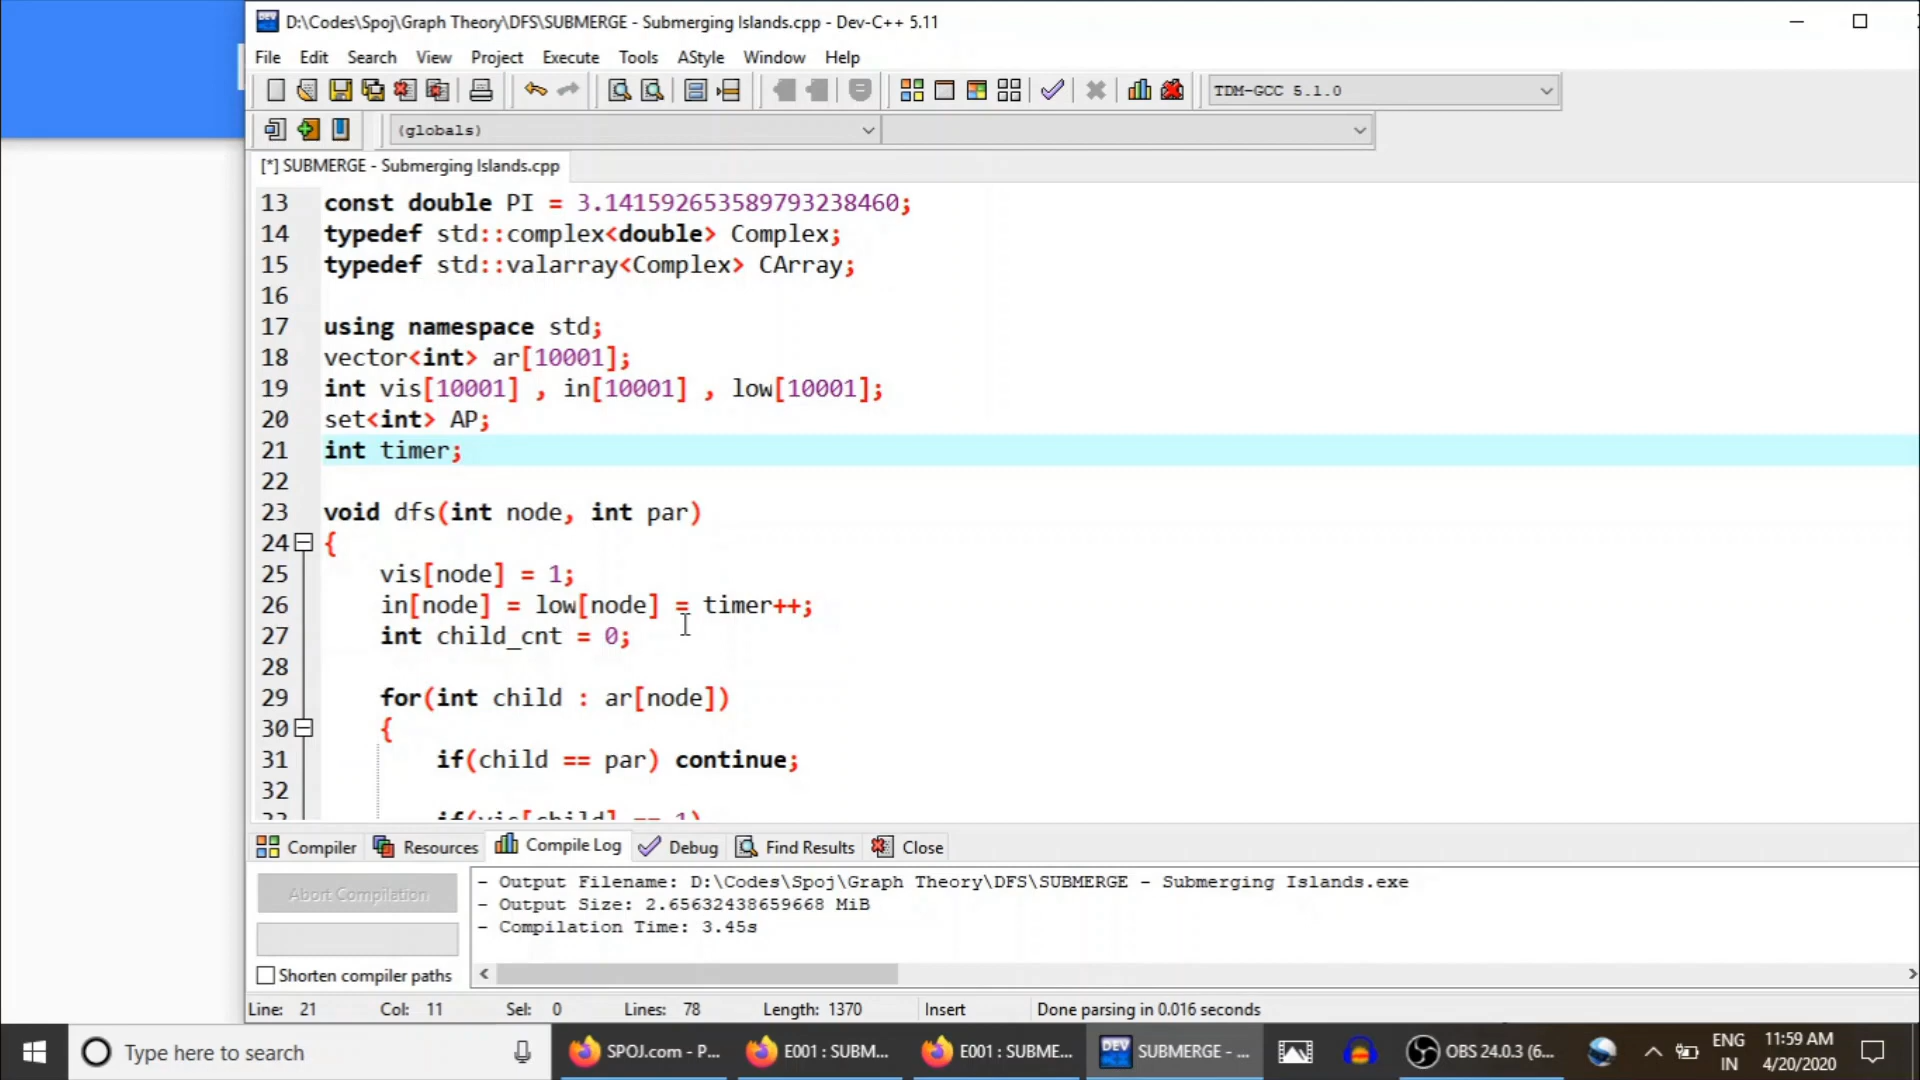 D:\Codes\Spoj\Graph Theory\DFS\SUBMERGE - Submerging Islands.cpp - Dev-C++ 5.11
File Edit Search View Project Execute Tools AStyle Window Help
TDM-GCC 5.1.0
(globals)
[*] SUBMERGE - Submerging Islands.cpp
13 const double PI = 3.141592653589793238460;
14 typedef std::complex<double> Complex;
15 typedef std::valarray<Complex> CArray;
16
17 using namespace std;
18 vector<int> ar[10001];
19 int vis[10001] , in[10001] , low[10001];
20 set<int> AP;
21 int timer;
22
23 void dfs(int node, int par)
24 {
25 vis[node] = 1;
26 in[node] = low[node] = timer++;
27 int child_cnt = 0;
28
29 for(int child : ar[node])
30 {
31 if(child == par) continue;
32
33 if(vis[child] == 1)
Compiler Resources Compile Log Debug Find Results Close
Abort Compilation
- Output Filename: D:\Codes\Spoj\Graph Theory\DFS\SUBMERGE - Submerging Islands.exe
- Output Size: 2.65632438659668 MiB
- Compilation Time: 3.45s
Shorten compiler paths
Line: 21 Col: 11 Sel: 0 Lines: 78 Length: 1370 Insert Done parsing in 0.016 seconds
Type here to search
SPOJ.com - P...
E001 : SUBM...
E001 : SUBME...
DEV
SUBMERGE - ...
OBS 24.0.3 (6...
ENG
IN
11:59 AM
4/20/2020